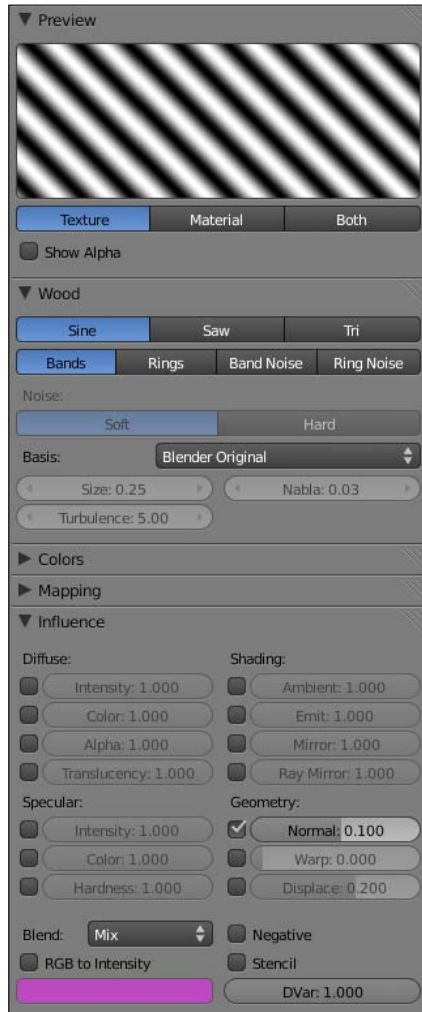 Preview
Texture Material Both
Show Alpha
Wood
Sine Saw Tri
Bands Rings Band Noise Ring Noise
Noise:
Soft Hard
Basis: Blender Original
Size: 0.25 Nabla: 0.03
Turbulence: 5.00
Colors
Mapping
Influence
Diffuse: Shading:
Intensity: 1.000 Ambient: 1.000
Color: 1.000 Emit: 1.000
Alpha: 1.000 Mirror: 1.000
Translucency: 1.000 Ray Mirror: 1.000
Specular: Geometry:
Intensity: 1.000 Normal: 0.100
Color: 1.000 Warp: 0.000
Hardness: 1.000 Displace: 0.200
Blend: Mix Negative
RGB to Intensity Stencil
DVar: 1.000